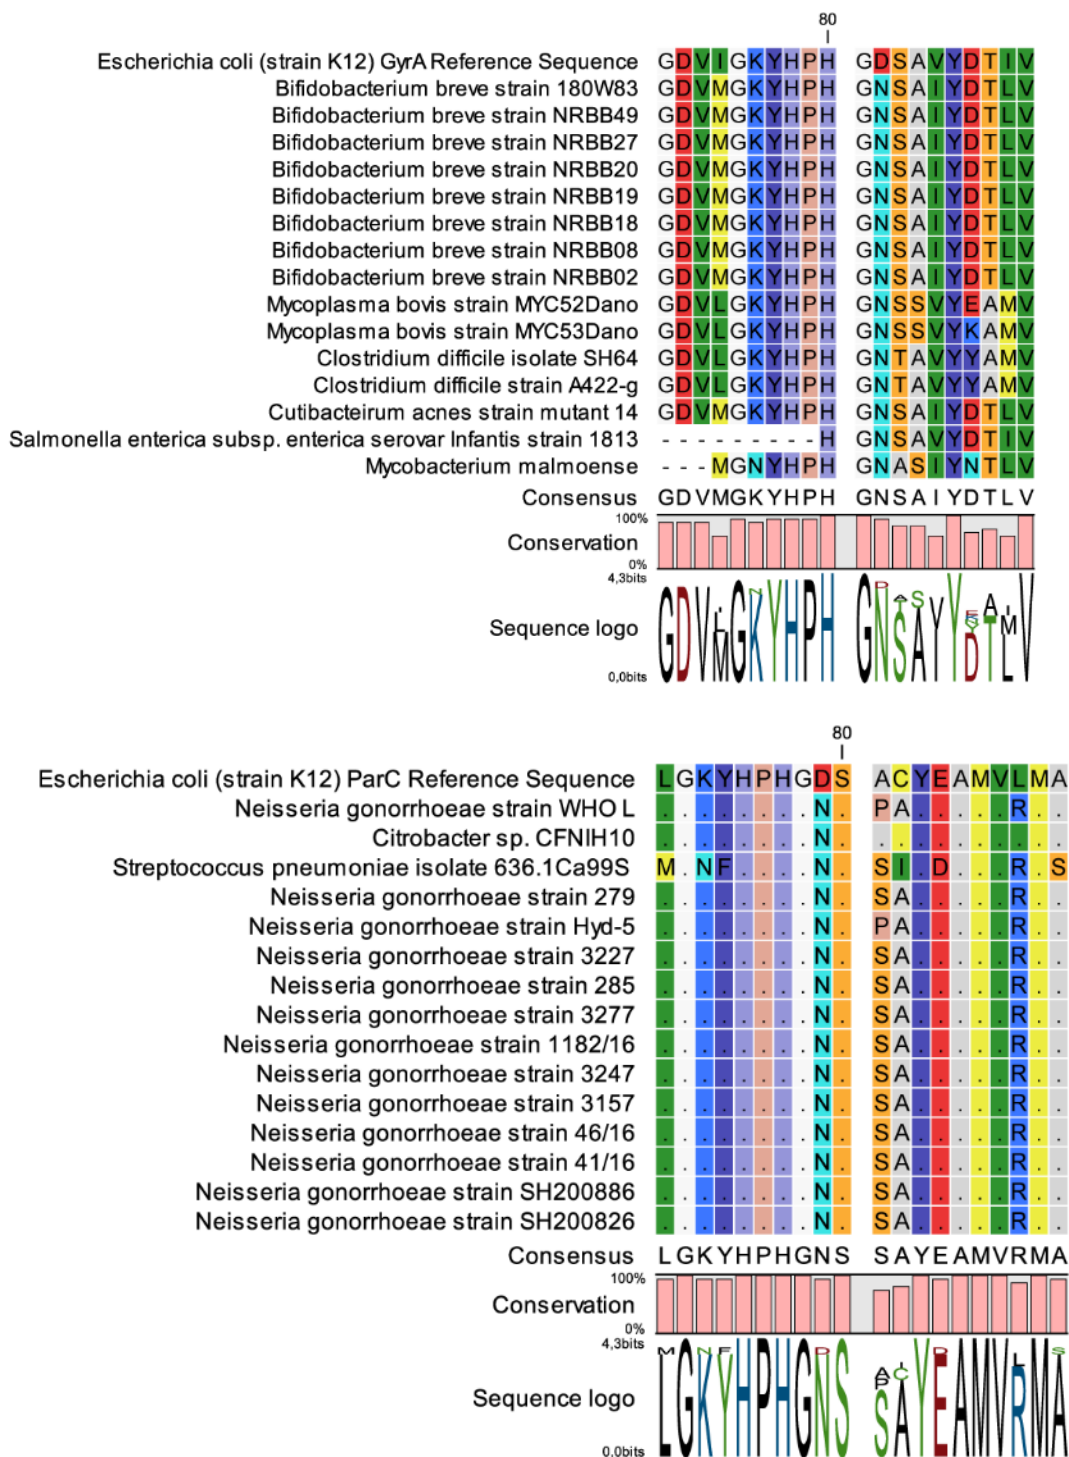 80
Escherichia coli (strain K12) GyrA Reference Sequence GDVIGKYHPH GDSAVYDTIV
Bifidobacterium breve strain 180W83 GDVMGKYHPH GNSAIYDTLV
Bifidobacterium breve strain NRBB49 GDVMGKYHPH GNSAIYDTLV
Bifidobacterium breve strain NRBB27 GDVMGKYHPH GNSAIYDTLV
Bifidobacterium breve strain NRBB20 GDVMGKYHPH GNSAIYDTLV
Bifidobacterium breve strain NRBB19 GDVMGKYHPH GNSAIYDTLV
Bifidobacterium breve strain NRBB18 GDVMGKYHPH GNSAIYDTLV
Bifidobacterium breve strain NRBB08 GDVMGKYHPH GNSAIYDTLV
Bifidobacterium breve strain NRBB02 GDVMGKYHPH GNSAIYDTLV
Mycoplasma bovis strain MYC52Dano GDVLGKYHPH GNSSVYEAMV
Mycoplasma bovis strain MYC53Dano GDVLGKYHPH GNSSVYKAMV
Clostridium difficile isolate SH64 GDVLGKYHPH GNTAVYYAMV
Clostridium difficile strain A422-g GDVLGKYHPH GNTAVYYAMV
Cutibacteirum acnes strain mutant 14 GDVMGKYHPH GNSAIYDTLV
Salmonella enterica subsp. enterica serovar Infantis strain 1813 ---------H GNSAVYDTIV
Mycobacterium malmoense ---MGNYHPH GNASIYNTLV
Consensus GDVMGKYHPH GNSAIYDTLV
100%
Conservation
0%
4,3bits
Sequence logo
0,0bits
80
Escherichia coli (strain K12) ParC Reference Sequence LGKYHPHGDS ACYEAMVLMA
Neisseria gonorrhoeae strain WHO L ........N. PA.....R..
Citrobacter sp. CFNIH10 ........N. ..........
Streptococcus pneumoniae isolate 636.1Ca99S M.NF....N. SI.D...R.S
Neisseria gonorrhoeae strain 279 ........N. SA.....R..
Neisseria gonorrhoeae strain Hyd-5 ........N. PA.....R..
Neisseria gonorrhoeae strain 3227 ........N. SA.....R..
Neisseria gonorrhoeae strain 285 ........N. SA.....R..
Neisseria gonorrhoeae strain 3277 ........N. SA.....R..
Neisseria gonorrhoeae strain 1182/16 ........N. SA.....R..
Neisseria gonorrhoeae strain 3247 ........N. SA.....R..
Neisseria gonorrhoeae strain 3157 ........N. SA.....R..
Neisseria gonorrhoeae strain 46/16 ........N. SA.....R..
Neisseria gonorrhoeae strain 41/16 ........N. SA.....R..
Neisseria gonorrhoeae strain SH200886 ........N. SA.....R..
Neisseria gonorrhoeae strain SH200826 ........N. SA.....R..
Consensus LGKYHPHGNS SAYEAMVRMA
100%
Conservation
0%
4,3bits
Sequence logo
0,0bits